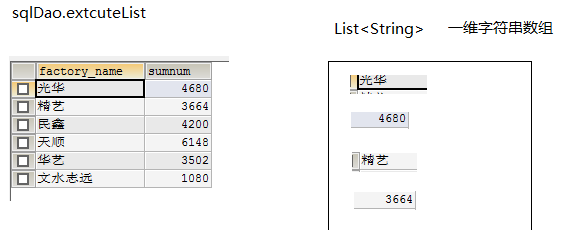 sqlDao.extcuteList
List<String> 一维字符串数组
factory_name sumnum
光华 4680
精艺 3664
民鑫 4200
天顺 6148
华艺 3502
文水志远 1080
光华
4680
精艺
3664